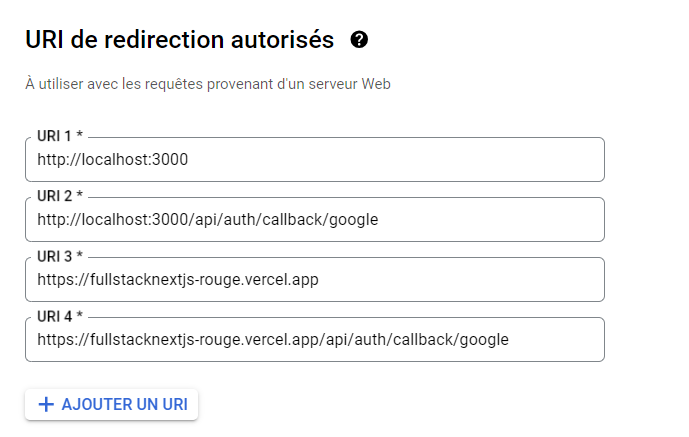 URI de redirection autorisés
À utiliser avec les requêtes provenant d'un serveur Web
URI 1 *
http://localhost:3000
URI 2 *
http://localhost:3000/api/auth/callback/google
URI 3 *
https://fullstacknextjs-rouge.vercel.app
URI 4 *
https://fullstacknextjs-rouge.vercel.app/api/auth/callback/google
+ AJOUTER UN URI